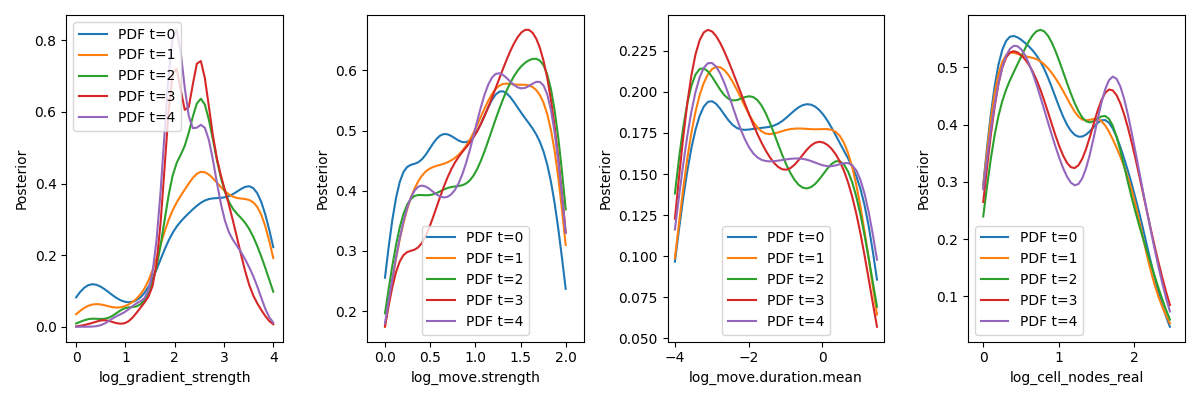 Posterior
0.8
0.6
0.4
0.2
0.0
PDF t=0
PDF t=1
PDF t=2
PDF t=3
PDF t=4
0
1
2
3
4
log_gradient_strength
Posterior
0.6
0.5
0.4
0.3
0.2
PDF t=0
PDF t=1
PDF t=2
PDF t=3
PDF t=4
0.0
0.5
1.0
1.5
2.0
log_move.strength
Posterior
0.225
0.200
0.175
0.150
0.125
0.100
0.075
0.050
PDF t=0
PDF t=1
PDF t=2
PDF t=3
PDF t=4
−4
−2
0
log_move.duration.mean
Posterior
0.5
0.4
0.3
0.2
0.1
PDF t=0
PDF t=1
PDF t=2
PDF t=3
PDF t=4
0
1
2
log_cell_nodes_real